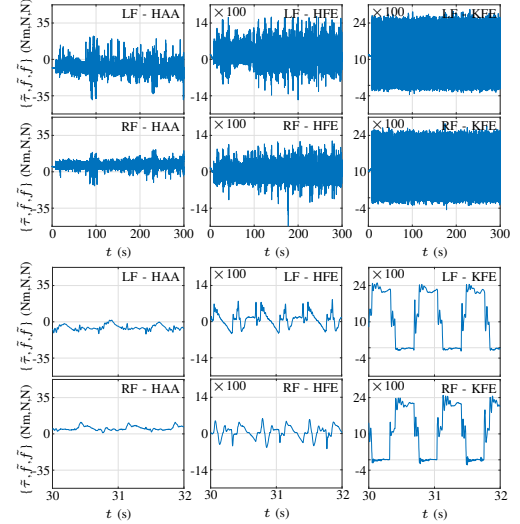 {τ̃, f̃, f̃ } (Nm,N,N)
35
0
-35
LF - HAA
×100
14
0
-14
LF - HFE
×100
24
10
-4
LF - KFE
{τ̃, f̃, f̃ } (Nm,N,N)
35
0
-35
RF - HAA
×100
14
0
-14
RF - HFE
×100
24
10
-4
RF - KFE
0 100 200 300
0 100 200 300
0 100 200 300
t (s)
t (s)
t (s)
{τ̃, f̃, f̃ } (Nm,N,N)
35
0
-35
LF - HAA
×100
14
0
-14
LF - HFE
×100
24
10
-4
LF - KFE
{τ̃, f̃, f̃ } (Nm,N,N)
35
0
-35
RF - HAA
×100
14
0
-14
RF - HFE
×100
24
10
-4
RF - KFE
30 31 32
30 31 32
30 31 32
t (s)
t (s)
t (s)